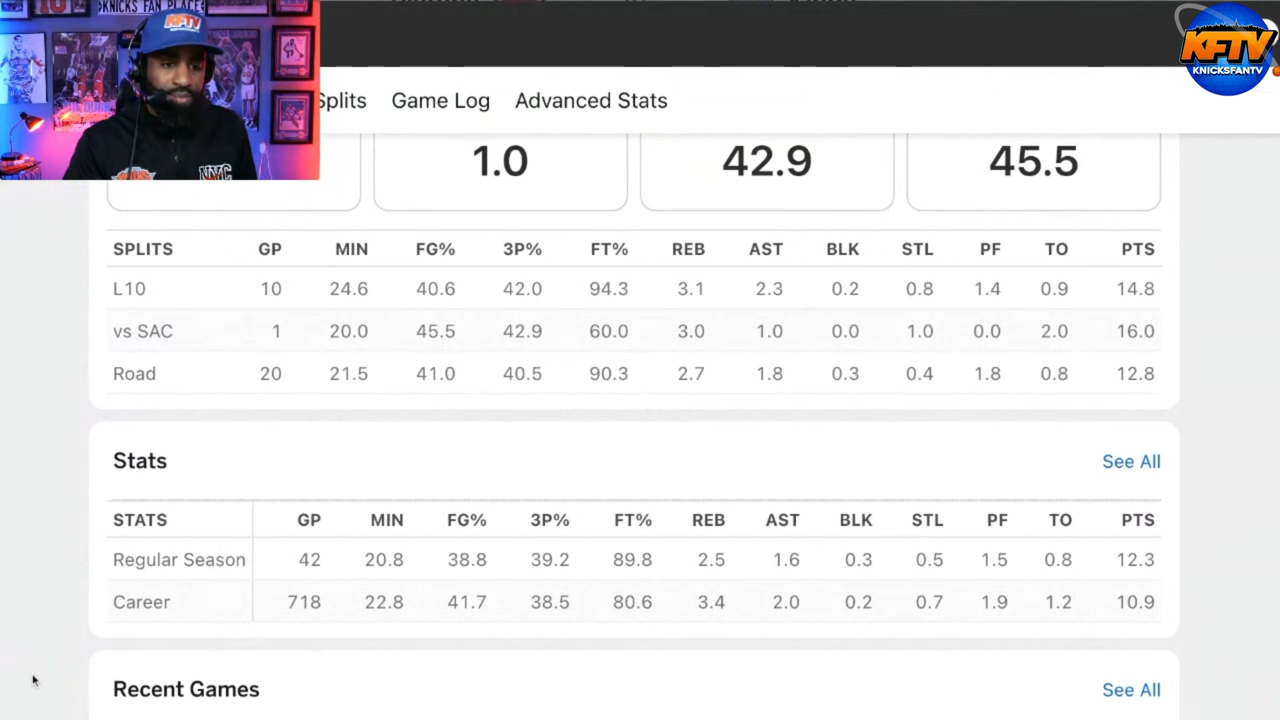 KNICKS FAN PLACE
KFTV
NYC
KFTV
KNICKSFANTV
Splits Game Log Advanced Stats
1.0 42.9 45.5
SPLITS GP MIN FG% 3P% FT% REB AST BLK STL PF TO PTS
L10 10 24.6 40.6 42.0 94.3 3.1 2.3 0.2 0.8 1.4 0.9 14.8
vs SAC 1 20.0 45.5 42.9 60.0 3.0 1.0 0.0 1.0 0.0 2.0 16.0
Road 20 21.5 41.0 40.5 90.3 2.7 1.8 0.3 0.4 1.8 0.8 12.8
Stats See All
STATS GP MIN FG% 3P% FT% REB AST BLK STL PF TO PTS
Regular Season 42 20.8 38.8 39.2 89.8 2.5 1.6 0.3 0.5 1.5 0.8 12.3
Career 718 22.8 41.7 38.5 80.6 3.4 2.0 0.2 0.7 1.9 1.2 10.9
Recent Games See All